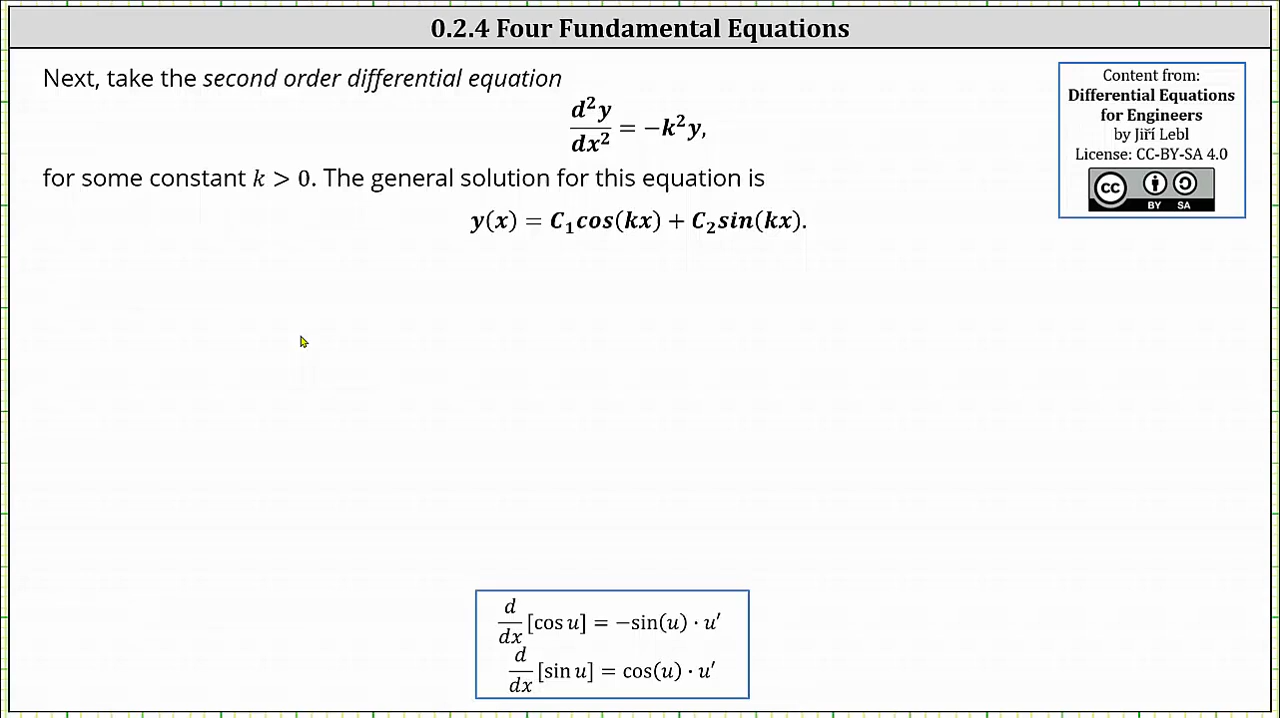 0.2.4 Four Fundamental Equations
Next, take the second order differential equation
d²y/dx² = −k²y,
for some constant k > 0. The general solution for this equation is
y(x) = C₁cos(kx) + C₂sin(kx).
Content from:
Differential Equations
for Engineers
by Jiří Lebl
License: CC-BY-SA 4.0
cc
BY SA
d/dx [cos u] = −sin(u) · u′
d/dx [sin u] = cos(u) · u′